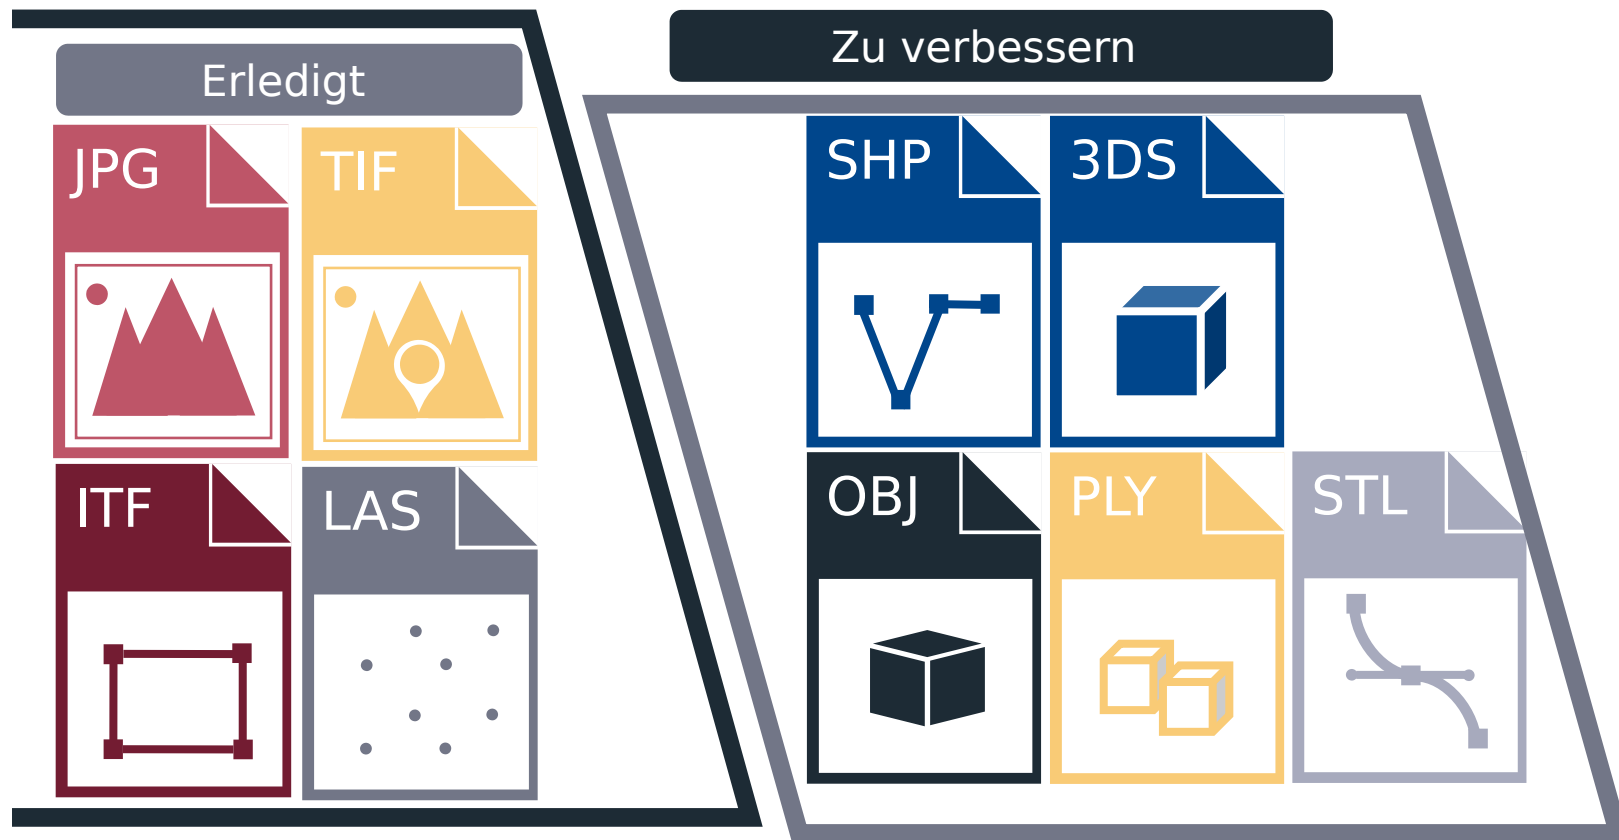 Erledigt
JPG
TIF
ITF
LAS
Zu verbessern
SHP
3DS
OBJ
PLY
STL